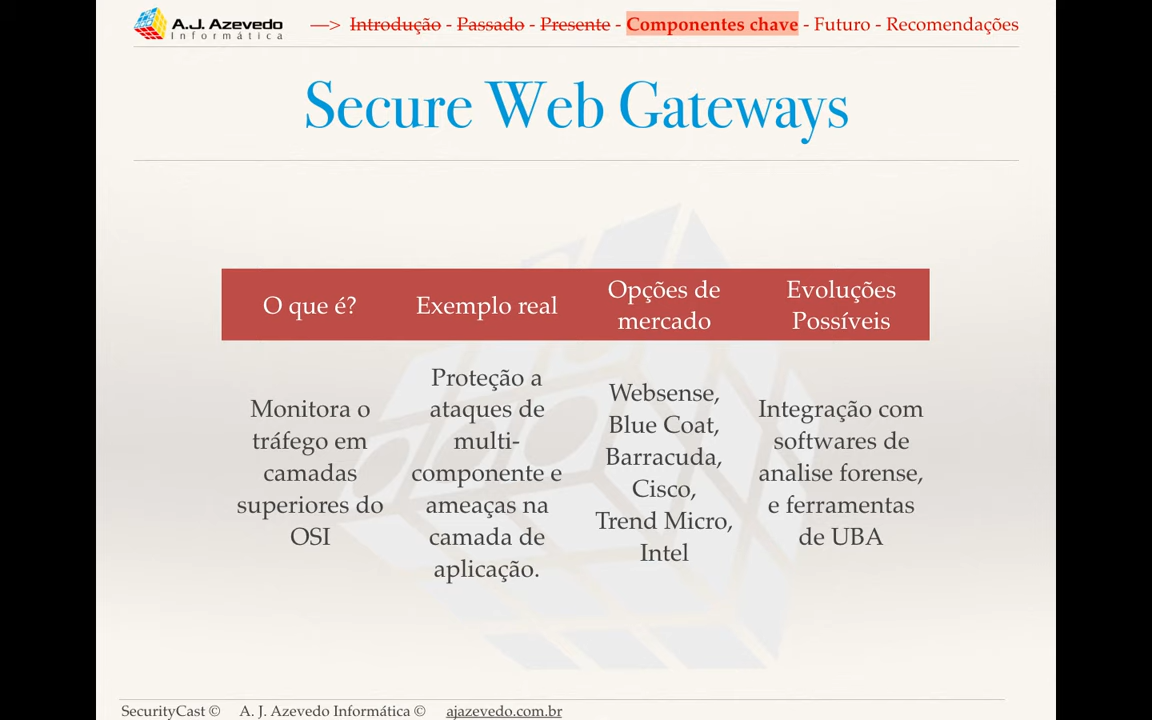 A.J. Azevedo
Informática
—> Introdução - Passado - Presente - Componentes chave - Futuro - Recomendações
Secure Web Gateways
O que é?
Exemplo real
Opções de
mercado
Evoluções
Possíveis
Monitora o
tráfego em
camadas
superiores do
OSI
Proteção a
ataques de
multi-
componente e
ameaças na
camada de
aplicação.
Websense,
Blue Coat,
Barracuda,
Cisco,
Trend Micro,
Intel
Integração com
softwares de
analise forense,
e ferramentas
de UBA
SecurityCast © A. J. Azevedo Informática © ajazevedo.com.br